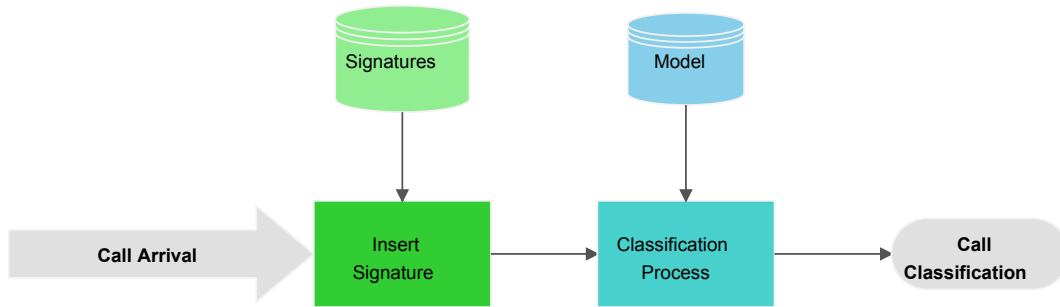 Signatures
Model
Call Arrival
Insert
Signature
Classification
Process
Call
Classification